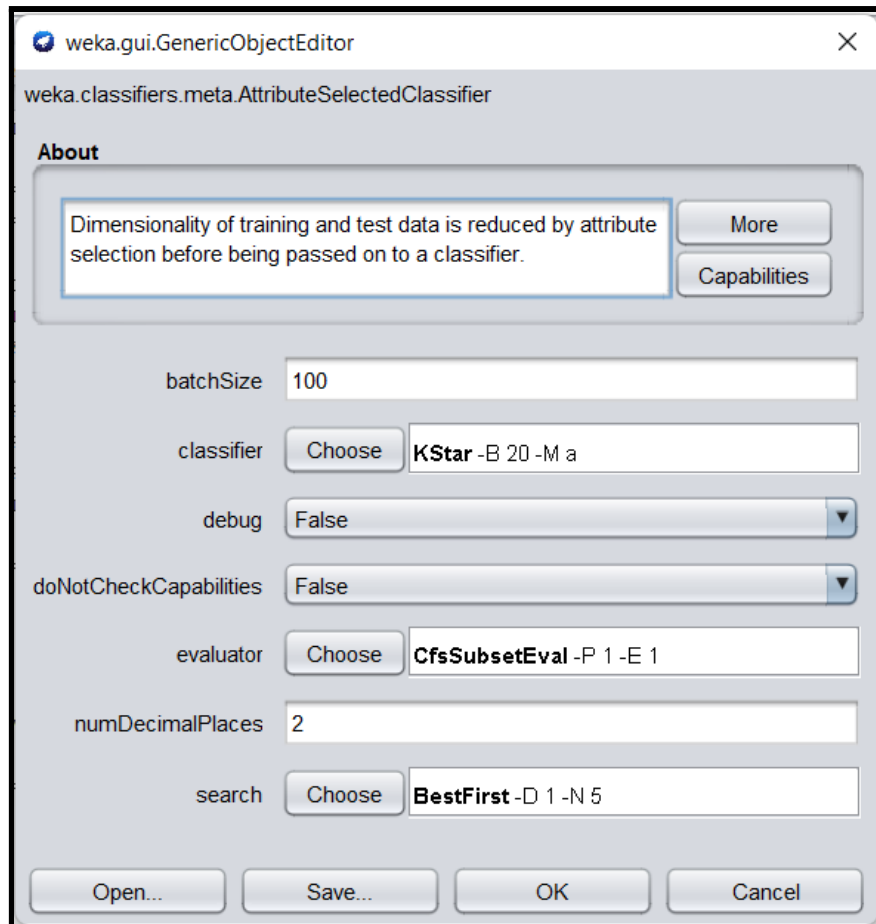 weka.gui.GenericObjectEditor
weka.classifiers.meta.AttributeSelectedClassifier
About
Dimensionality of training and test data is reduced by attribute
selection before being passed on to a classifier.
More
Capabilities
batchSize 100
classifier Choose KStar -B 20 -M a
debug False
doNotCheckCapabilities False
evaluator Choose CfsSubsetEval -P 1 -E 1
numDecimalPlaces 2
search Choose BestFirst -D 1 -N 5
Open... Save... OK Cancel